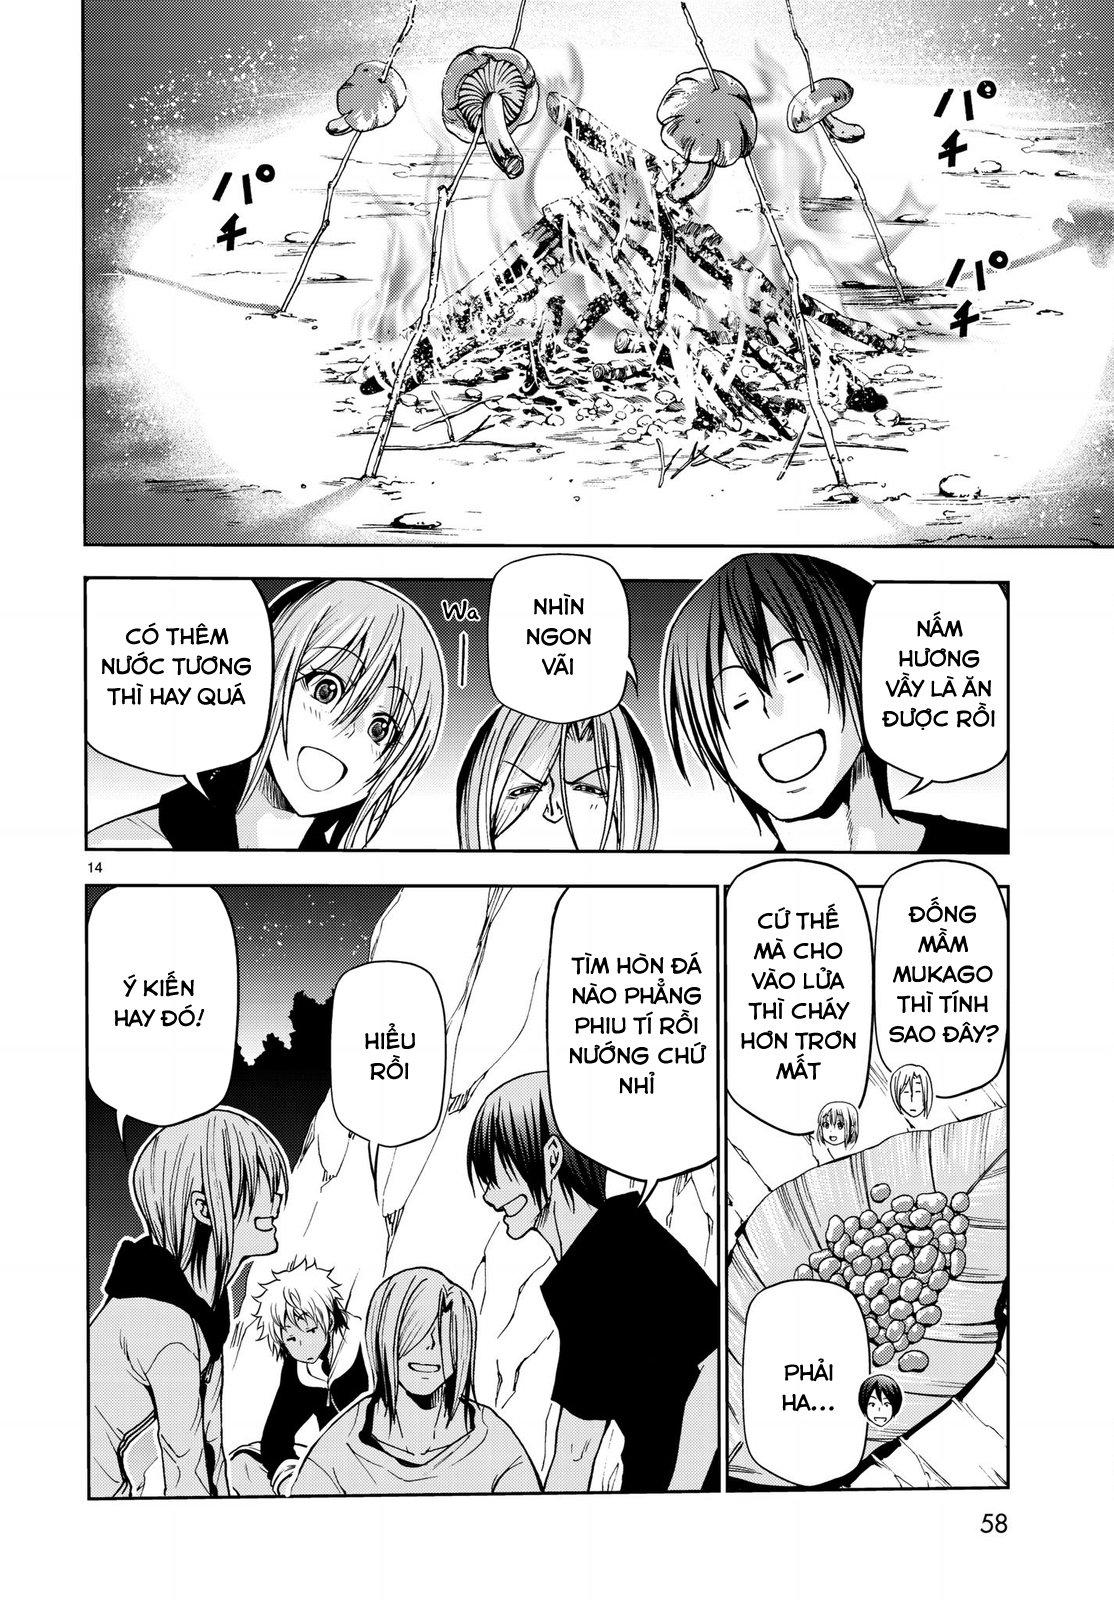 パチ
パチ
パチ
NẤM
HƯƠNG
VẦY LÀ ĂN
ĐƯỢC RỒI
NHÌN
NGON
VÃI
Wa
CÓ THÊM
NƯỚC TƯƠNG
THÌ HAY QUÁ
14
ĐỐNG
MẦM
MUKAGO
THÌ TÍNH
SAO ĐÂY?
CỨ THẾ
MÀ CHO
VÀO LỬA
THÌ CHÁY
HƠN TRƠN
MẤT
PHẢI
HA...
TÌM HÒN ĐÁ
NÀO PHẲNG
PHIU TÍ RỒI
NƯỚNG CHỨ
NHỈ
HIỂU
RỒI
Ý KIẾN
HAY ĐÓ!
58